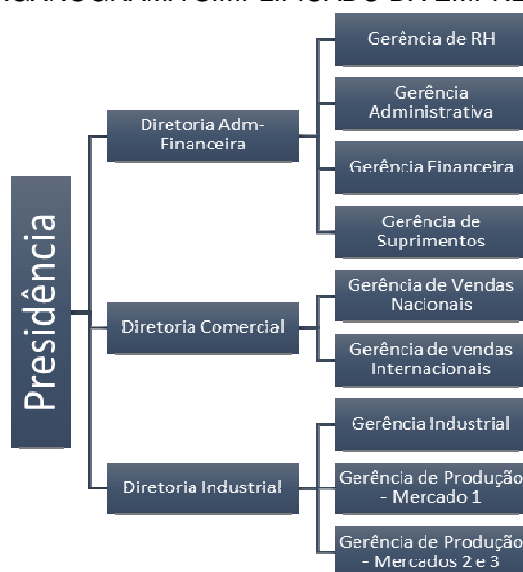 Gerência de RH
Gerência
Administrativa
Diretoria Adm-
Financeira
Gerência Financeira
Gerência de
Suprimentos
Presidência
Diretoria Comercial
Gerência de Vendas
Nacionais
Gerência de vendas
Internacionais
Diretoria Industrial
Gerência Industrial
Gerência de Produção
- Mercado 1
Gerência de Produção
- Mercados 2 e 3